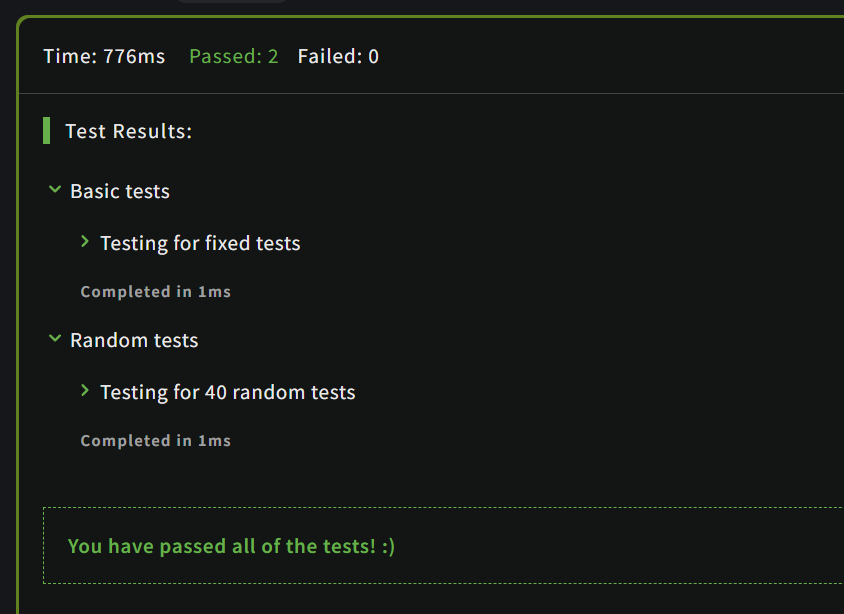 Time: 776ms Passed: 2 Failed: 0
Test Results:
Basic tests
Testing for fixed tests
Completed in 1ms
Random tests
Testing for 40 random tests
Completed in 1ms
You have passed all of the tests! :)